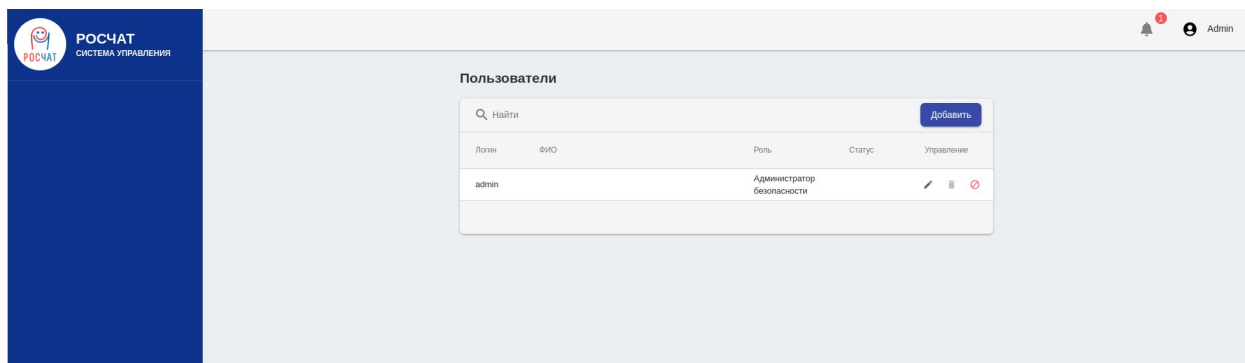 РОСЧАТ
РОСЧАТ
СИСТЕМА УПРАВЛЕНИЯ
1
Admin
Пользователи
Найти
Добавить
Логин ФИО Роль Статус Управление
admin Администратор
безопасности